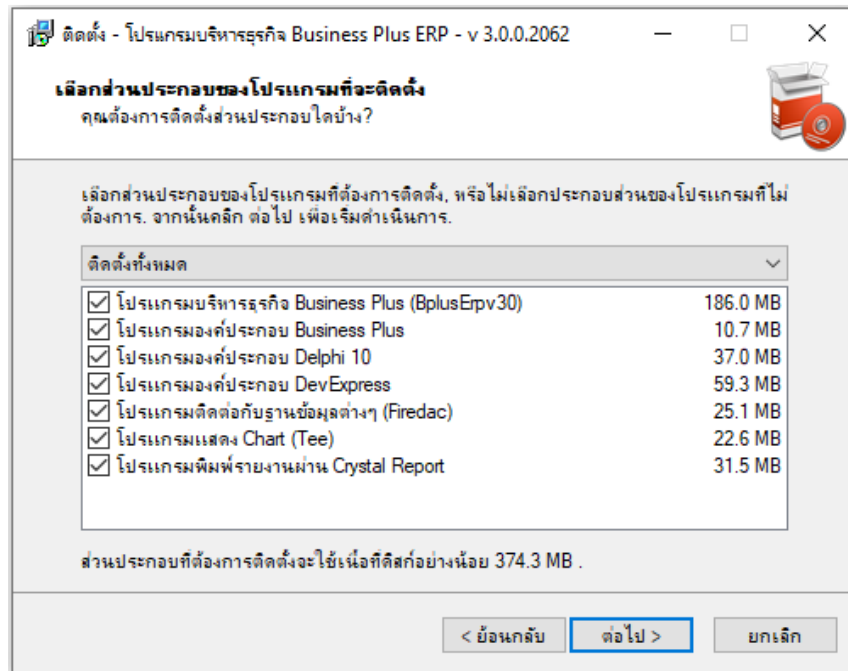 ติดตั้ง - โปรแกรมบริหารธุรกิจ Business Plus ERP - v 3.0.0.2062
เลือกส่วนประกอบของโปรแกรมที่จะติดตั้ง
คุณต้องการติดตั้งส่วนประกอบใดบ้าง?
เลือกส่วนประกอบของโปรแกรมที่ต้องการติดตั้ง, หรือไม่เลือกประกอบส่วนของโปรแกรมที่ไม่
ต้องการ. จากนั้นคลิก ต่อไป เพื่อเริ่มดำเนินการ.
ติดตั้งทั้งหมด
โปรแกรมบริหารธุรกิจ Business Plus (BplusErpv30) 186.0 MB
โปรแกรมองค์ประกอบ Business Plus 10.7 MB
โปรแกรมองค์ประกอบ Delphi 10 37.0 MB
โปรแกรมองค์ประกอบ DevExpress 59.3 MB
โปรแกรมติดต่อกับฐานข้อมูลต่างๆ (Firedac) 25.1 MB
โปรแกรมแสดง Chart (Tee) 22.6 MB
โปรแกรมพิมพ์รายงานผ่าน Crystal Report 31.5 MB
ส่วนประกอบที่ต้องการติดตั้งจะใช้เนื้อที่ดิสก์อย่างน้อย 374.3 MB .
< ย้อนกลับ ต่อไป > ยกเลิก